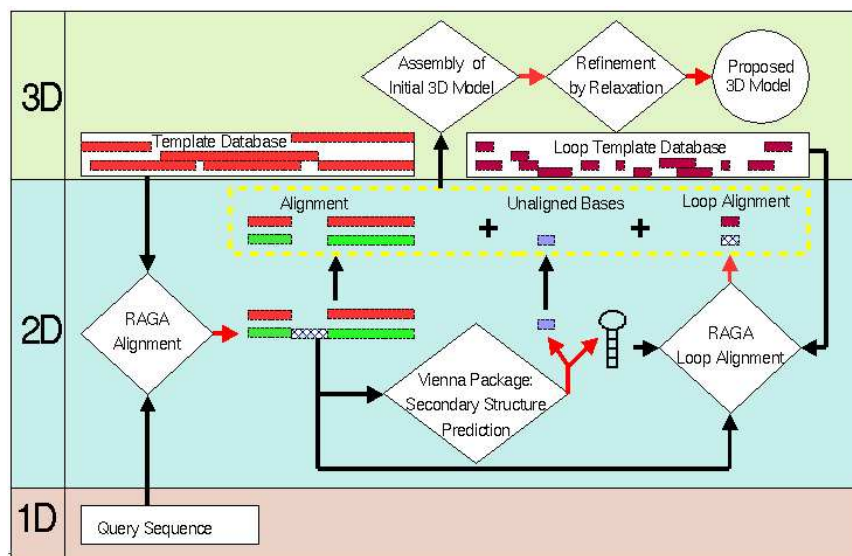 3D
Assembly of
Initial 3D Model
Refinement
by Relaxation
Proposed
3D Model
Template Database
Loop Template Database
2D
Alignment
+
Unaligned Bases
+
Loop Alignment
RAGA
Alignment
Vienna Package:
Secondary Structure
Prediction
RAGA
Loop Alignment
1D
Query Sequence